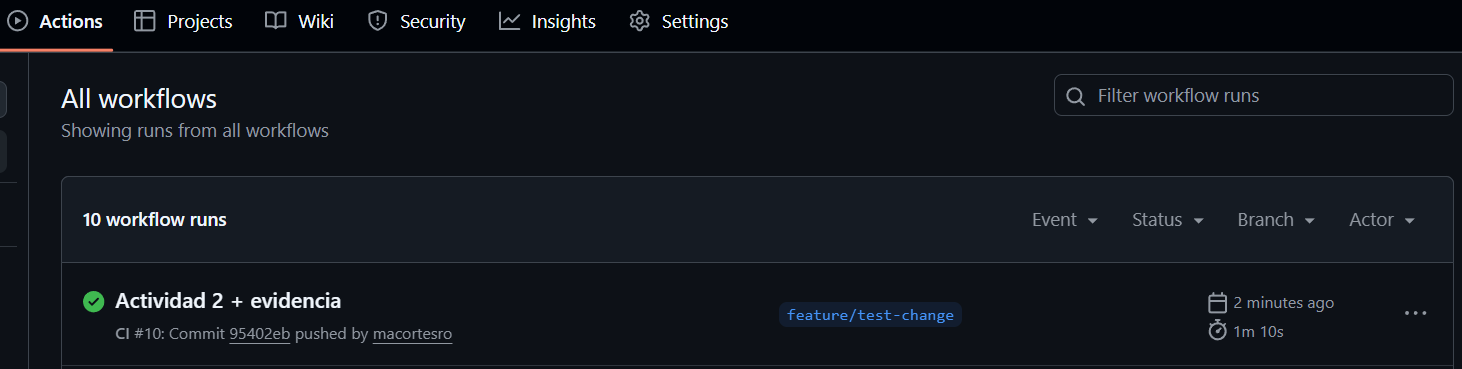 Actions Projects Wiki Security Insights Settings
All workflows
Filter workflow runs
Showing runs from all workflows
10 workflow runs
Event Status Branch Actor
Actividad 2 + evidencia
feature/test-change
2 minutes ago
CI #10: Commit 95402eb pushed by macortesro
1m 10s